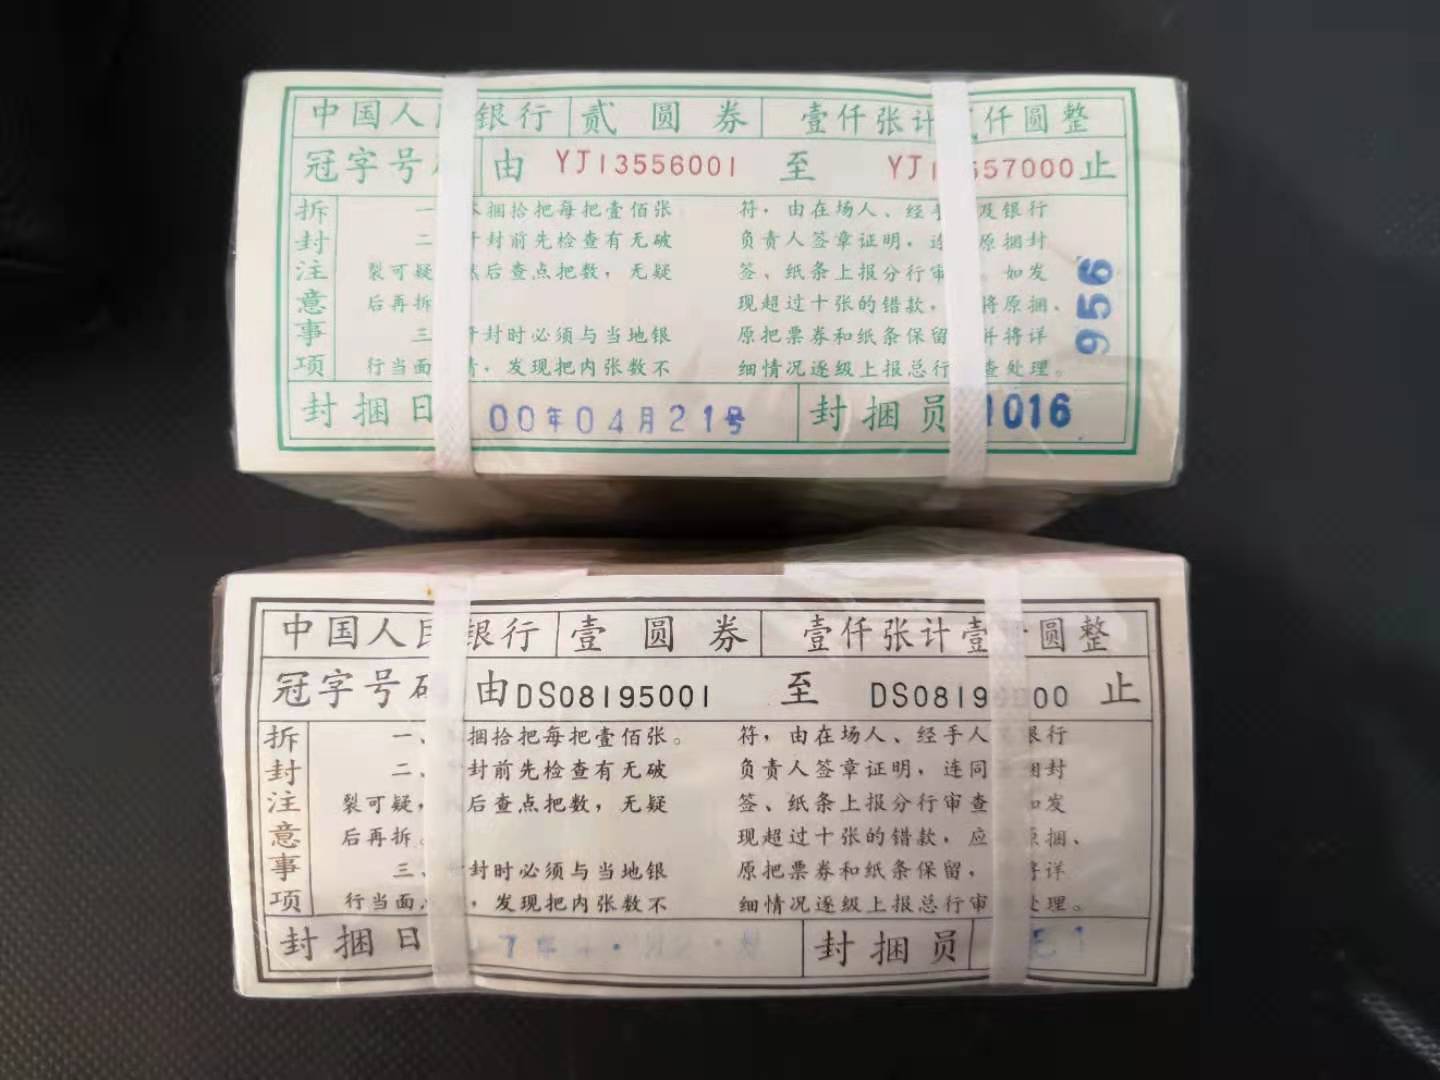 中国人民银行 贰圆券 壹仟张计 仟圆整
冠字号码 由 YJ13556001 至 YJ1 557000 止
拆封注意事项
一 本捆拾把每把壹佰张
二 开封前先检查有无破
裂可疑 然后查点把数，无疑
后再拆
三 开封时必须与当地银
行当面 清，发现把内张数不
符，由在场人、经手 及银行
负责人签章证明，连 原捆封
签、纸条上报分行审 。如发
现超过十张的错款， 将原捆、
原把票券和纸条保留 并将详
细情况逐级上报总行 查处理。
956
封捆日 00年04月21号 封捆员 1016
中国人民银行 壹圆券 壹仟张计壹 圆整
冠字号码 由 DS08195001 至 DS0819 000 止
拆封注意事项
一、 捆拾把每把壹佰张。
二、 封前先检查有无破
裂可疑， 后查点把数，无疑
后再拆。
三、 封时必须与当地银
行当面 ，发现把内张数不
符，由在场人、经手人 银行
负责人签章证明，连同 捆封
签、纸条上报分行审查 如发
现超过十张的错款，应 原捆、
原把票券和纸条保留， 将详
细情况逐级上报总行审 处理。
封捆日 7年 封捆员